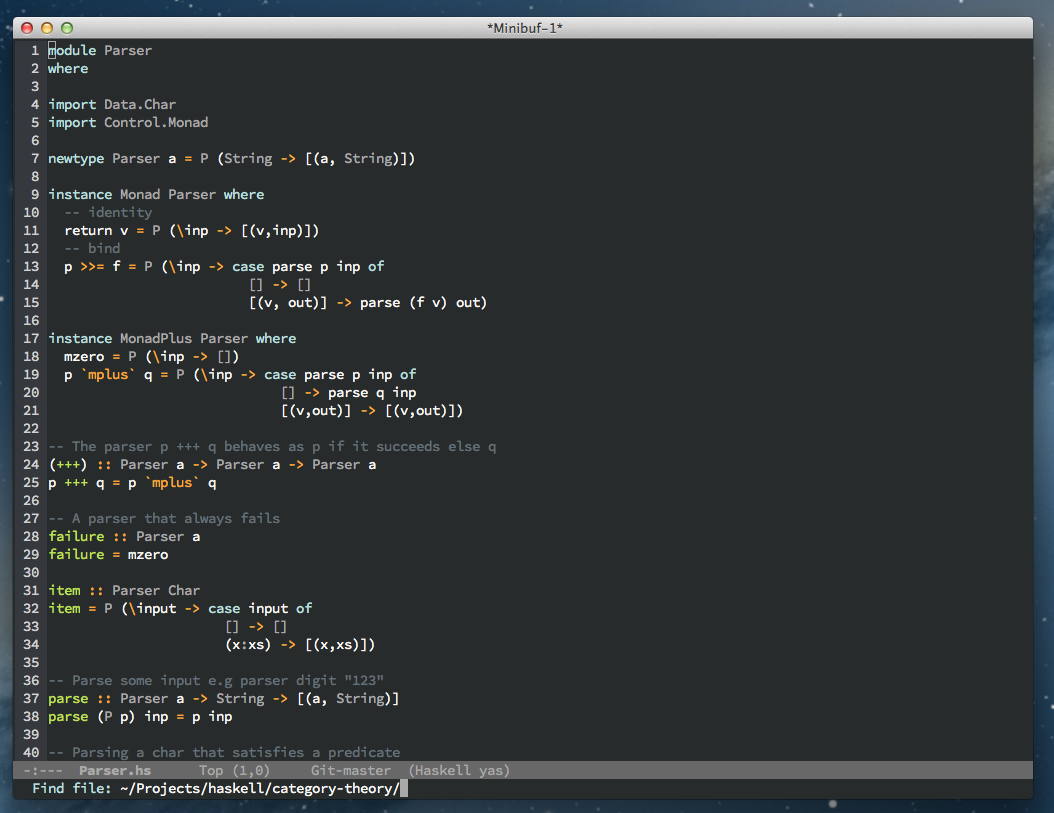 *Minibuf-1*
1 module Parser
2 where
3
4 import Data.Char
5 import Control.Monad
6
7 newtype Parser a = P (String -> [(a, String)])
8
9 instance Monad Parser where
10   -- identity
11   return v = P (\inp -> [(v,inp)])
12   -- bind
13   p >>= f = P (\inp -> case parse p inp of
14                          [] -> []
15                          [(v, out)] -> parse (f v) out)
16
17 instance MonadPlus Parser where
18   mzero = P (\inp -> [])
19   p `mplus` q = P (\inp -> case parse p inp of
20                              [] -> parse q inp
21                              [(v,out)] -> [(v,out)])
22
23 -- The parser p +++ q behaves as p if it succeeds else q
24 (+++) :: Parser a -> Parser a -> Parser a
25 p +++ q = p `mplus` q
26
27 -- A parser that always fails
28 failure :: Parser a
29 failure = mzero
30
31 item :: Parser Char
32 item = P (\input -> case input of
33                       [] -> []
34                       (x:xs) -> [(x,xs)])
35
36 -- Parse some input e.g parser digit "123"
37 parse :: Parser a -> String -> [(a, String)]
38 parse (P p) inp = p inp
39
40 -- Parsing a char that satisfies a predicate
-:---  Parser.hs      Top (1,0)     Git-master  (Haskell yas)
Find file: ~/Projects/haskell/category-theory/